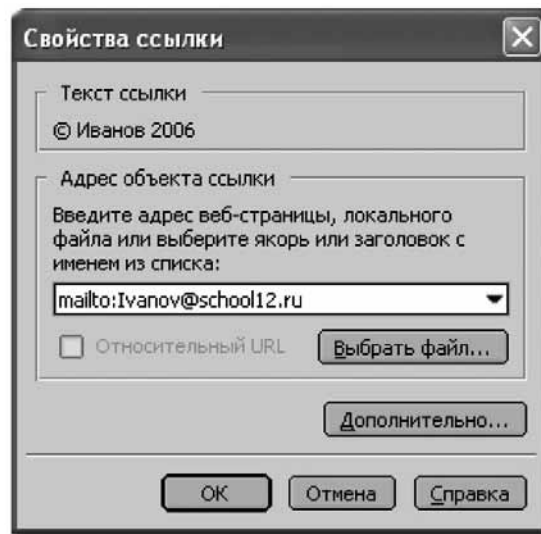 Свойства ссылки
Текст ссылки
© Иванов 2006
Адрес объекта ссылки
Введите адрес веб-страницы, локального
файла или выберите якорь или заголовок с
именем из списка:
mailto:Ivanov@school12.ru
Относительный URL
Выбрать файл...
Дополнительно...
ОК
Отмена
Справка